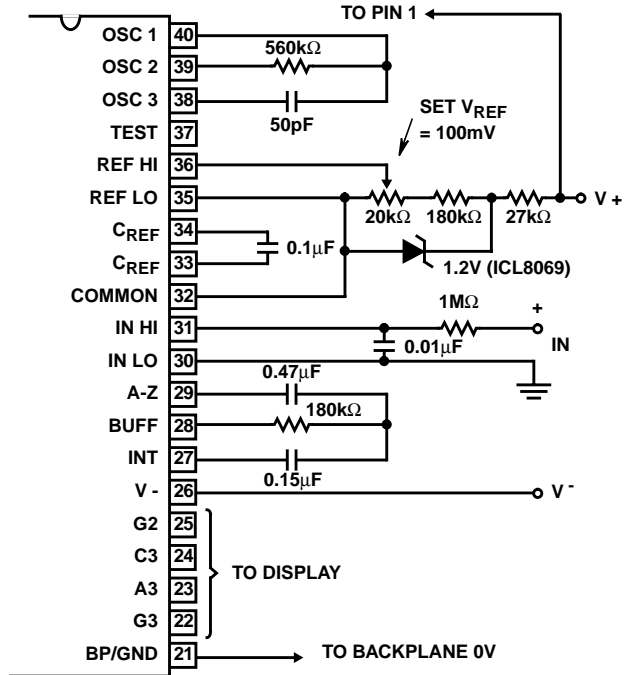 TO PIN 1
OSC 1 40
560kΩ
OSC 2 39
OSC 3 38
50pF
TEST 37
SET VREF
= 100mV
REF HI 36
REF LO 35
20kΩ 180kΩ 27kΩ
V +
CREF 34
0.1µF
CREF 33
1.2V (ICL8069)
COMMON 32
1MΩ
+
IN HI 31
IN
0.01µF
IN LO 30
0.47µF
A-Z 29
180kΩ
BUFF 28
INT 27
0.15µF
V - 26
V -
G2 25
C3 24
TO DISPLAY
A3 23
G3 22
BP/GND 21
TO BACKPLANE 0V